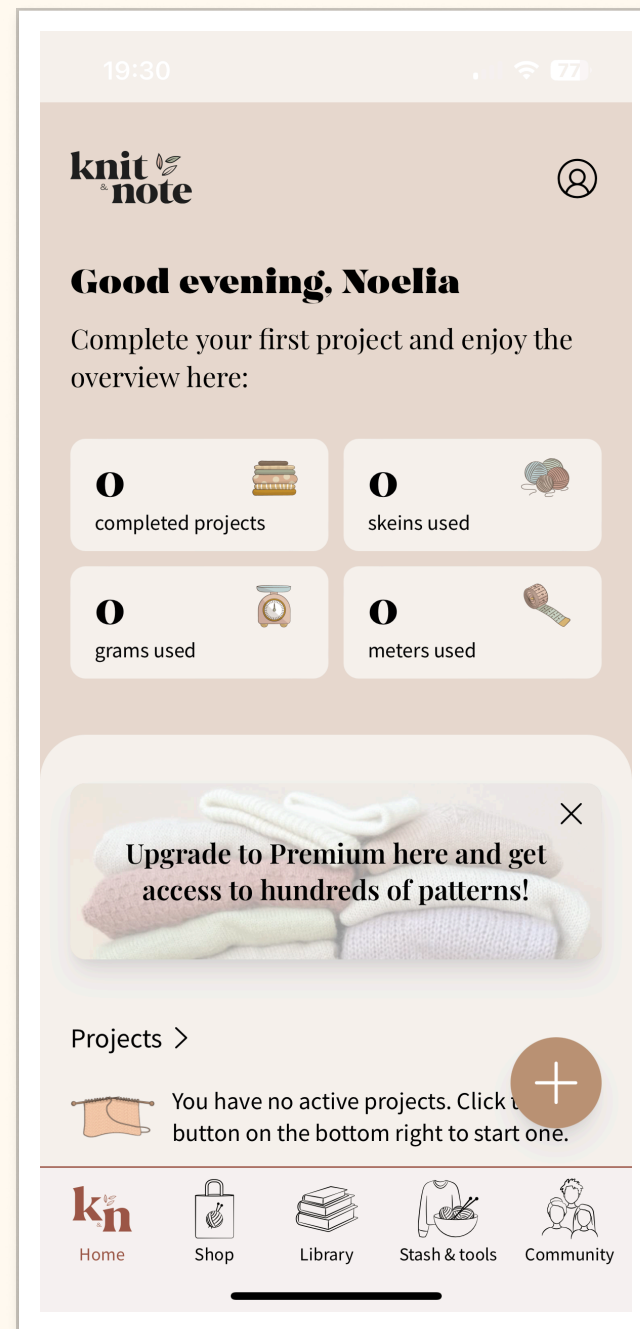 19:30
77
knit
& note
Good evening, Noelia
Complete your first project and enjoy the
overview here:
0
completed projects
0
skeins used
0
grams used
0
meters used
Upgrade to Premium here and get
access to hundreds of patterns!
Projects
You have no active projects. Click
button on the bottom right to start one.
k&n
Home
Shop
Library
Stash & tools
Community